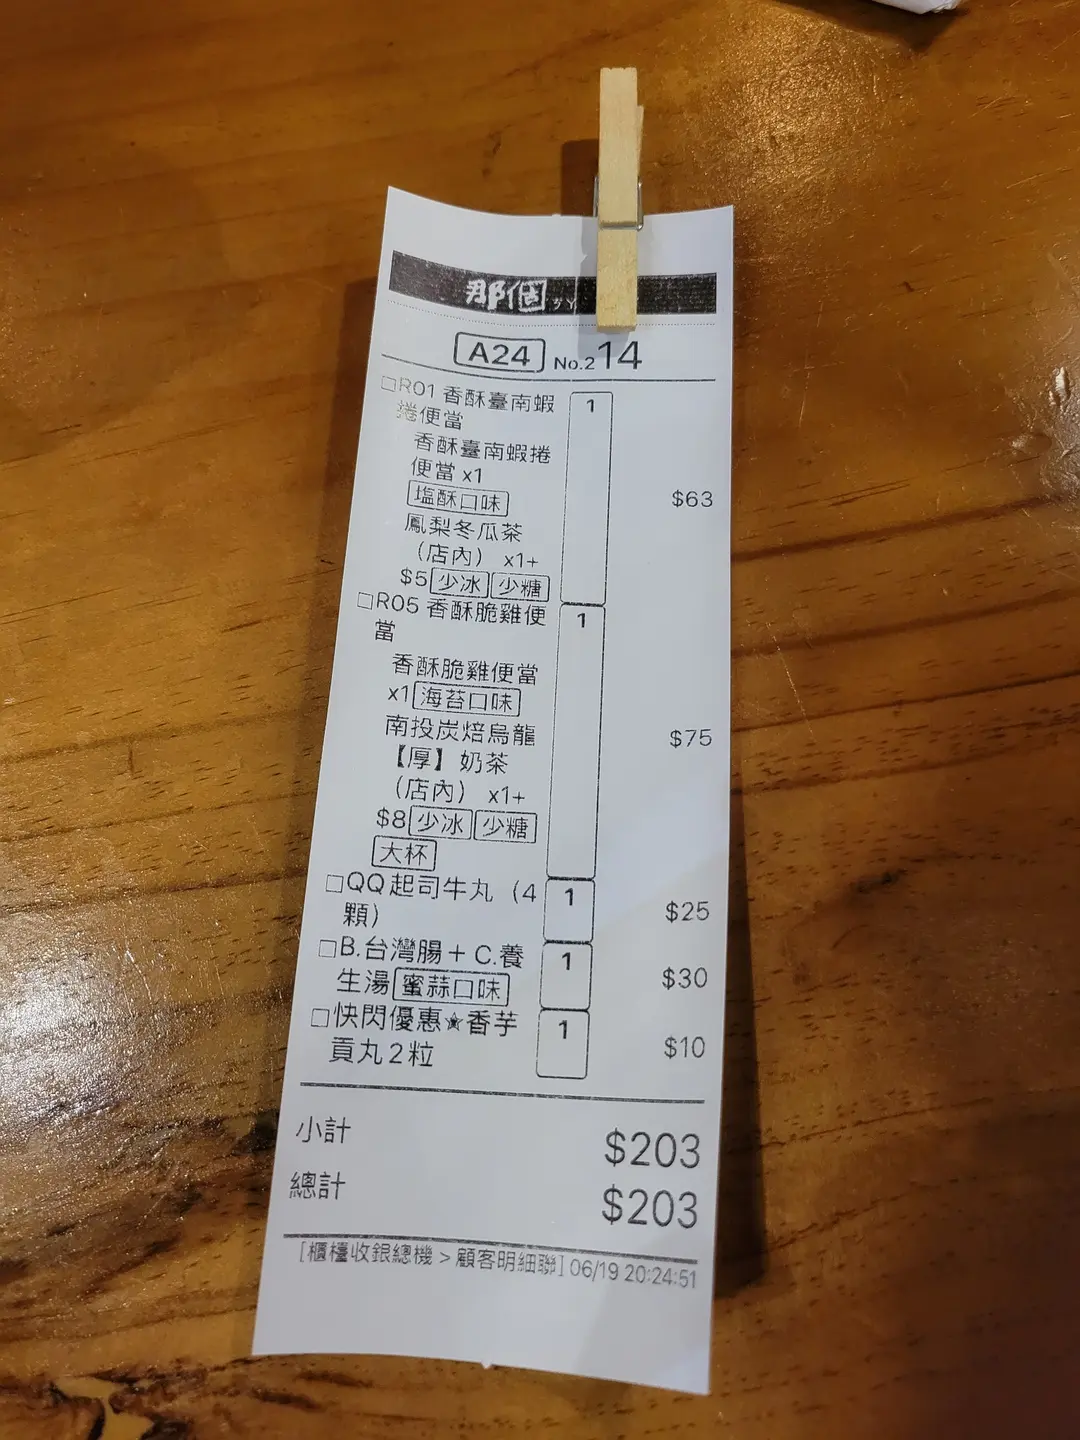 那個
A24 No.214
□R01 香酥臺南蝦 1
捲便當
香酥臺南蝦捲
便當 x1
塩酥口味 $63
鳳梨冬瓜茶
（店內） x1+
$5 少冰 少糖
□R05 香酥脆雞便 1
當
香酥脆雞便當
x1 海苔口味
南投炭焙烏龍 $75
【厚】奶茶
（店內） x1+
$8 少冰 少糖
大杯
□QQ起司牛丸（4 1 $25
顆）
□B.台灣腸＋C.養 1 $30
生湯 蜜蒜口味
□快閃優惠★香芋 1 $10
貢丸2粒
小計 $203
總計 $203
[櫃檯收銀總機 > 顧客明細聯] 06/19 20:24:51